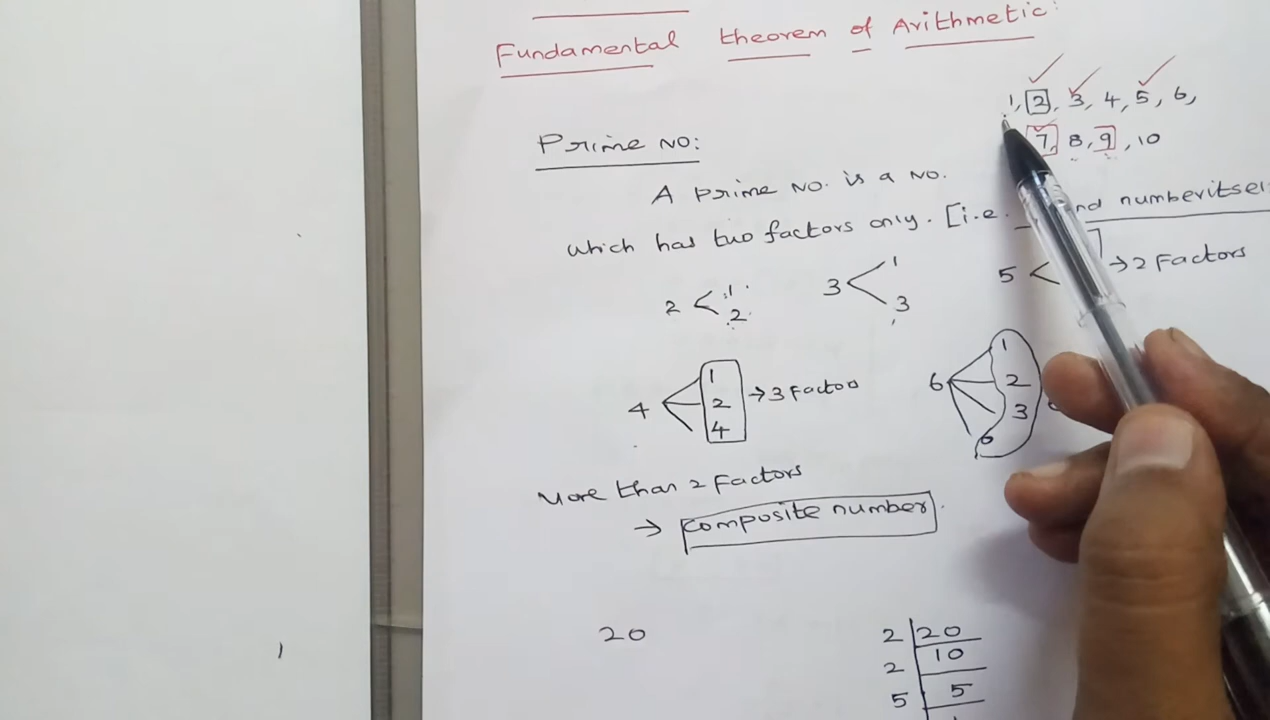 Fundamental theorem of Arithmetic:
1, 2, 3, 4, 5, 6,
7, 8, 9, 10
Prime No:
A Prime No. is a No.
which has two factors only. [i.e. nd numberitsel
]
2 < 1 2
3 < 1 3
5 < → 2 Factors
4 1 2 4 → 3 Factors
6 1 2 3 6
More than 2 Factors
→ composite number.
20
2 20
2 10
5 5
1